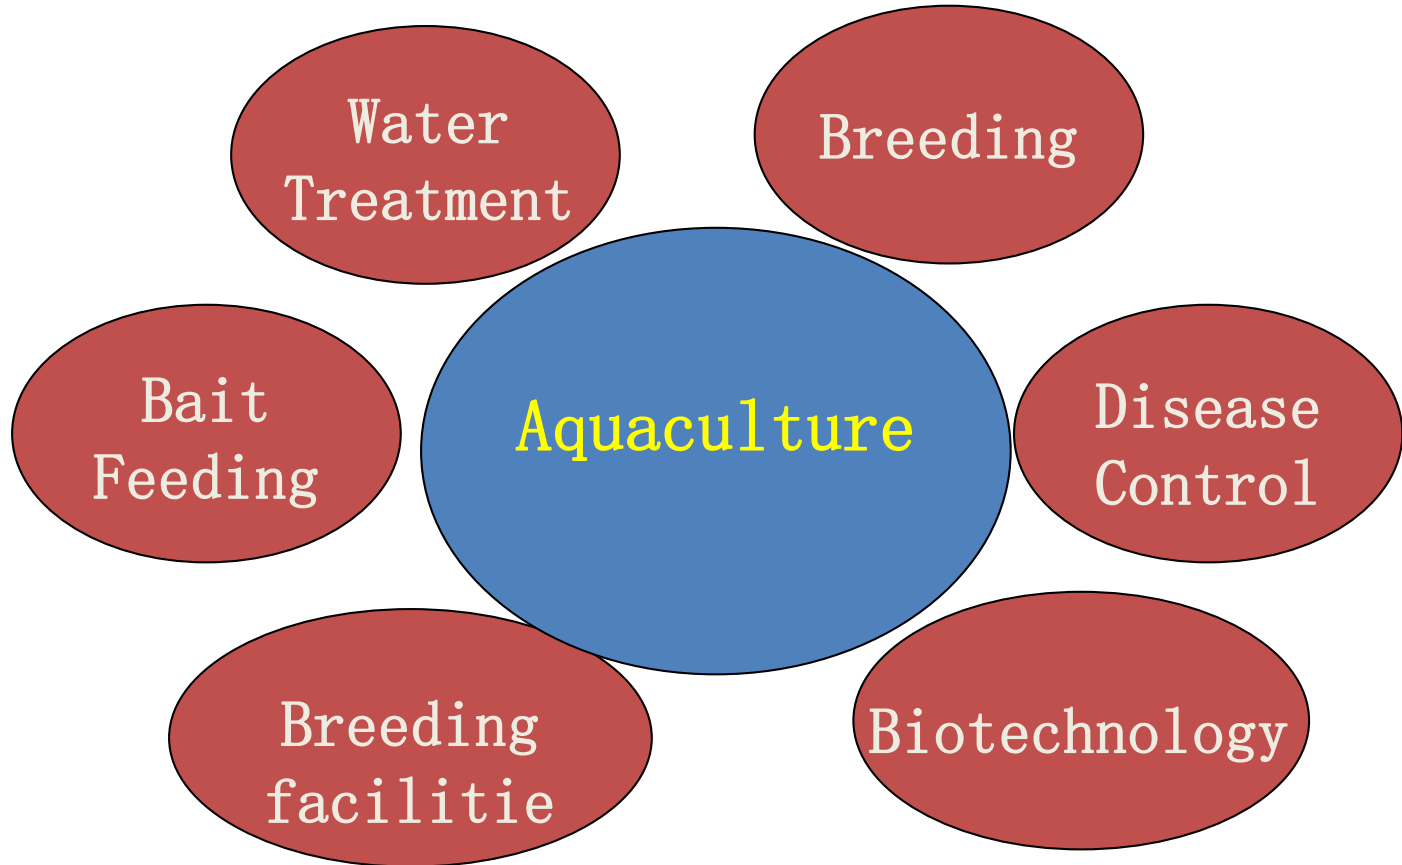 Water
Treatment
Breeding
Bait
Feeding
Aquaculture
Disease
Control
Breeding
facilitie
Biotechnology